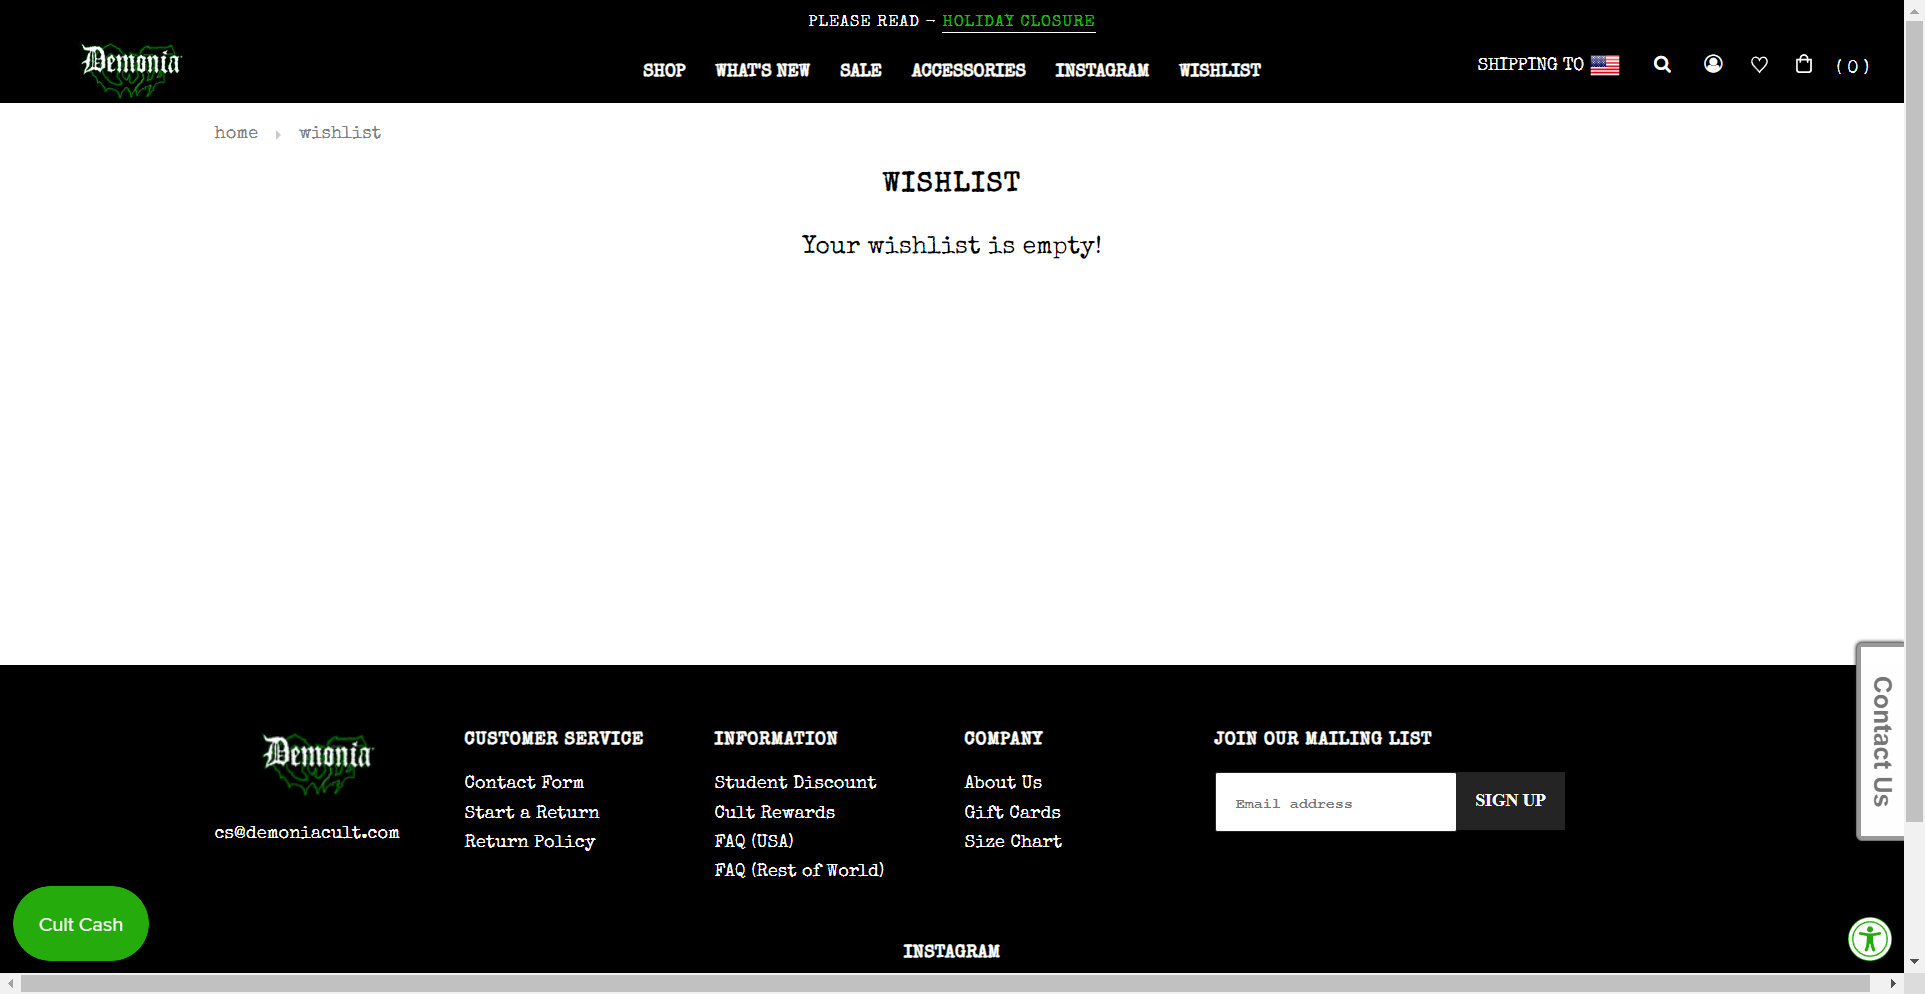 PLEASE READ – HOLIDAY CLOSURE
Demonia
SHOP WHAT'S NEW SALE ACCESSORIES INSTAGRAM WISHLIST
SHIPPING TO
( 0 )
home wishlist
WISHLIST
Your wishlist is empty!
Contact Us
Demonia
cs@demoniacult.com
CUSTOMER SERVICE
Contact Form
Start a Return
Return Policy
INFORMATION
Student Discount
Cult Rewards
FAQ (USA)
FAQ (Rest of World)
COMPANY
About Us
Gift Cards
Size Chart
JOIN OUR MAILING LIST
Email address
SIGN UP
Cult Cash
INSTAGRAM